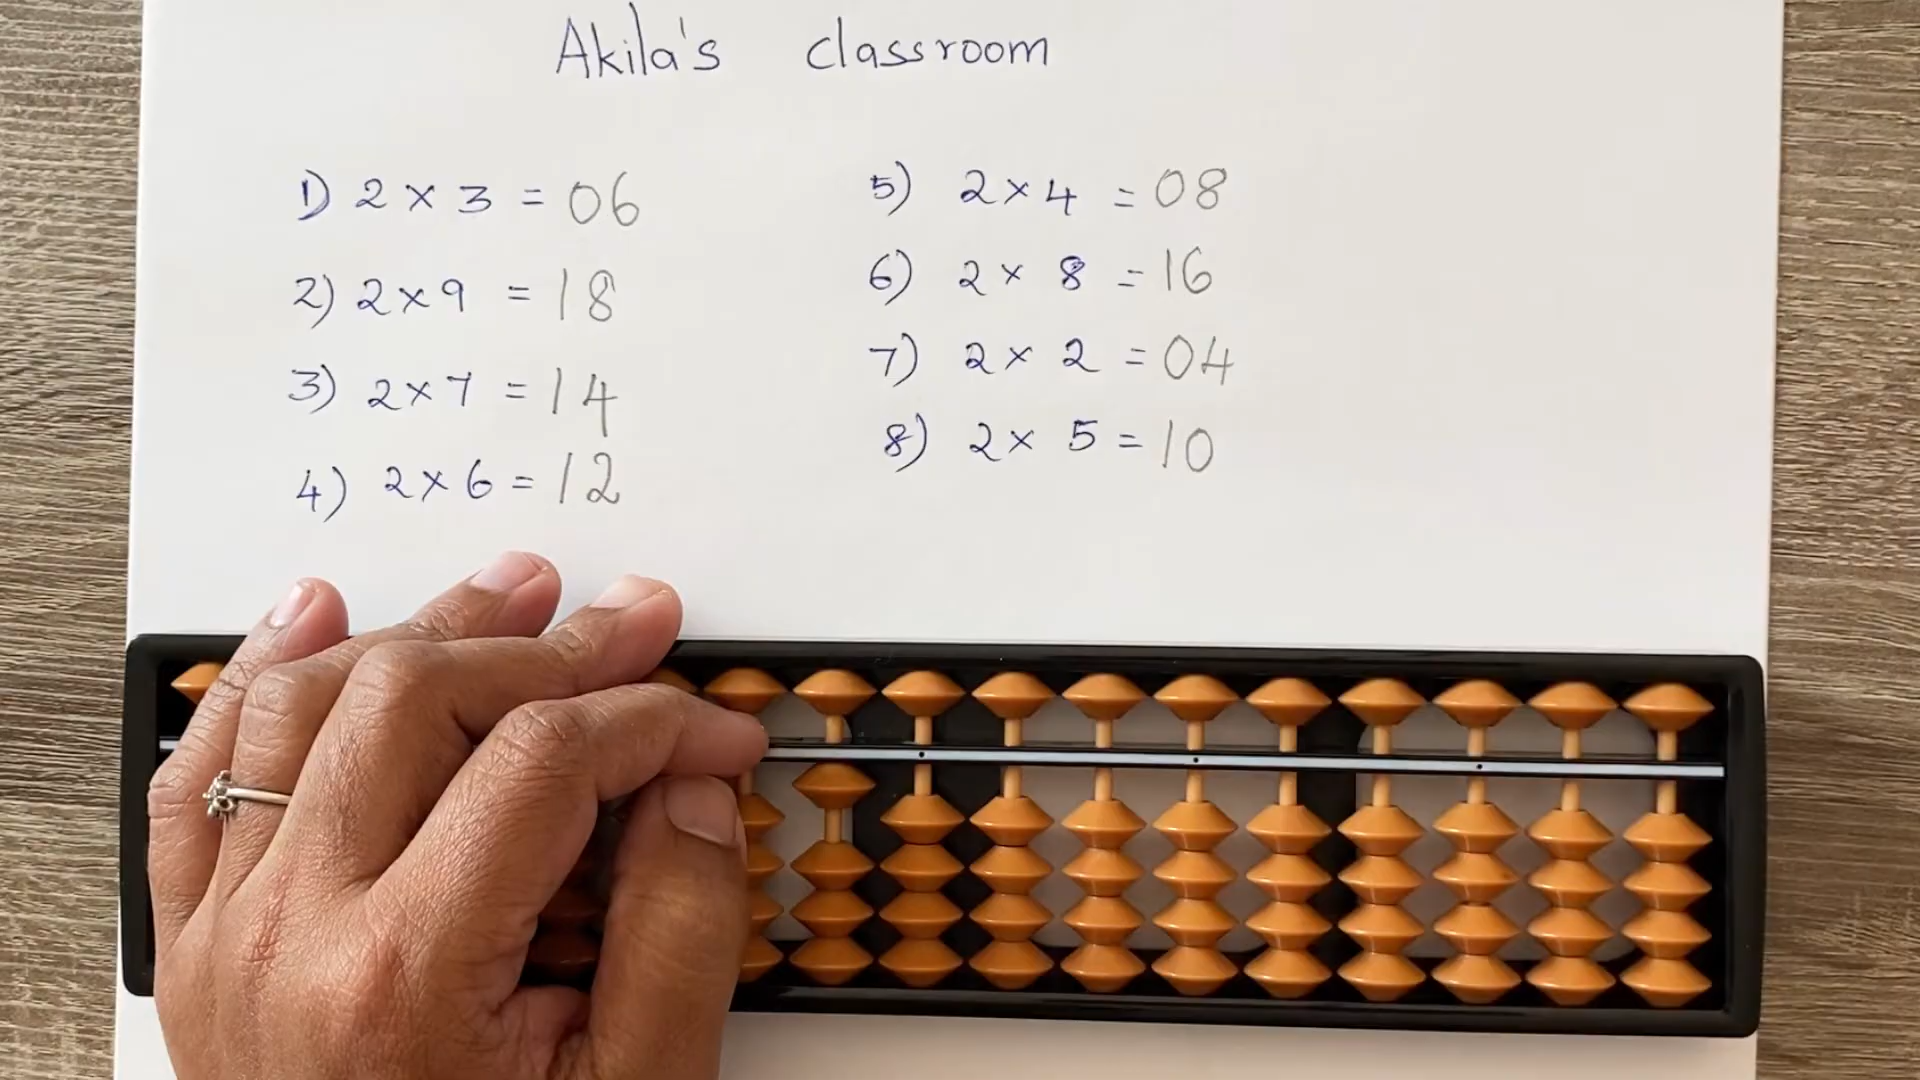 Akila's classroom
1) 2 × 3 = 06
2) 2 × 9 = 18
3) 2 × 7 = 14
4) 2 × 6 = 12
5) 2 × 4 = 08
6) 2 × 8 = 16
7) 2 × 2 = 04
8) 2 × 5 = 10